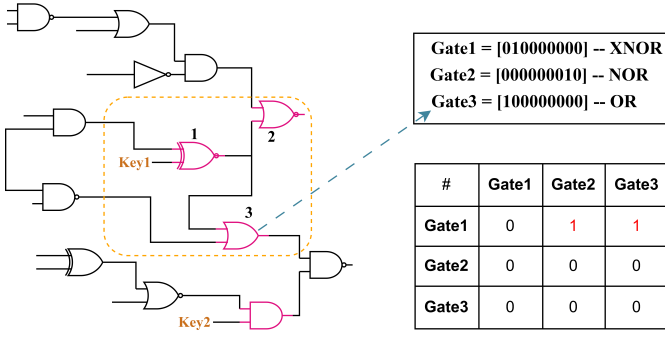 1
2
Key1
3
Key2
Gate1 = [010000000] -- XNOR
Gate2 = [000000010] -- NOR
Gate3 = [100000000] -- OR
# Gate1 Gate2 Gate3
Gate1 0 1 1
Gate2 0 0 0
Gate3 0 0 0